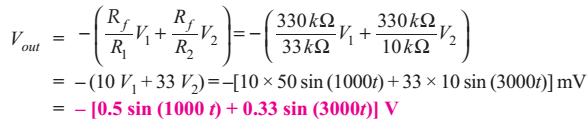 V_out = −(R_f/R_1 V_1 + R_f/R_2 V_2) = −(330 kΩ/33 kΩ V_1 + 330 kΩ/10 kΩ V_2)
= −(10 V_1 + 33 V_2) = −[10 × 50 sin (1000t) + 33 × 10 sin (3000t)] mV
= − [0.5 sin (1000 t) + 0.33 sin (3000t)] V